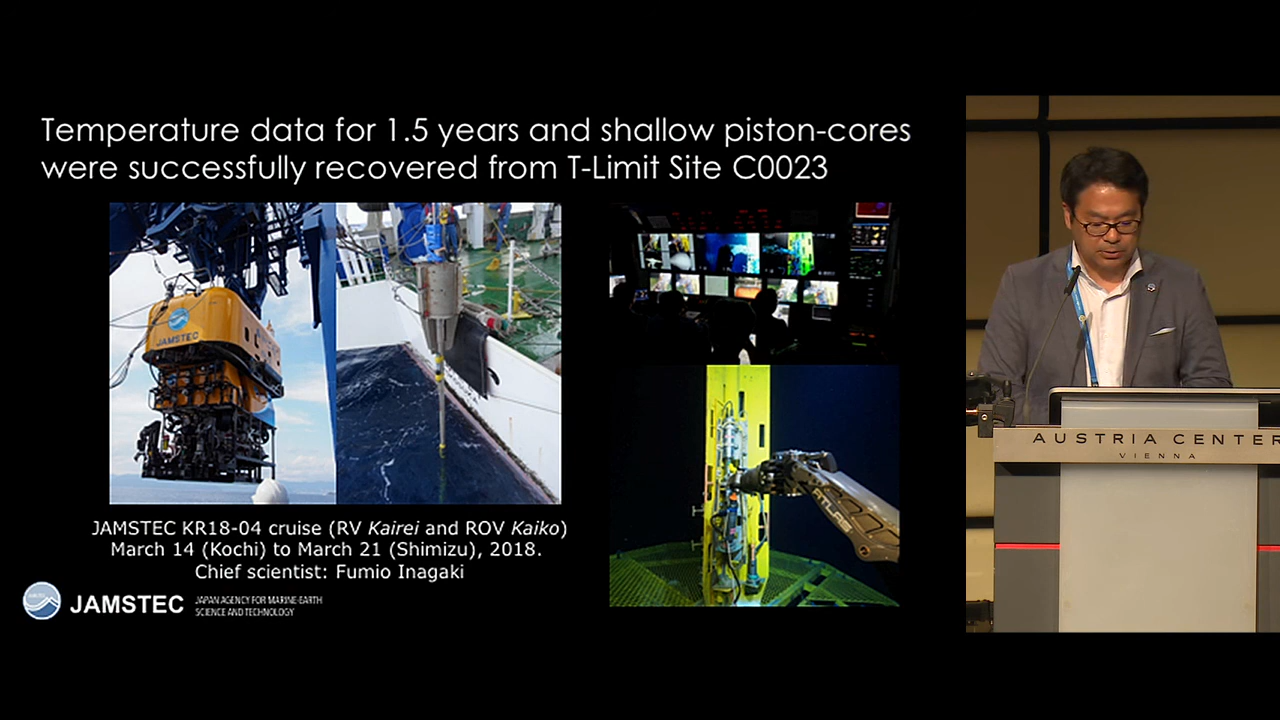 Temperature data for 1.5 years and shallow piston-cores
were successfully recovered from T-Limit Site C0023
JAMSTEC
ATLAS
JAMSTEC KR18-04 cruise (RV Kairei and ROV Kaiko)
March 14 (Kochi) to March 21 (Shimizu), 2018.
Chief scientist: Fumio Inagaki
JAMSTEC
JAPAN AGENCY FOR MARINE-EARTH
SCIENCE AND TECHNOLOGY
AUSTRIA CENTER
VIENNA